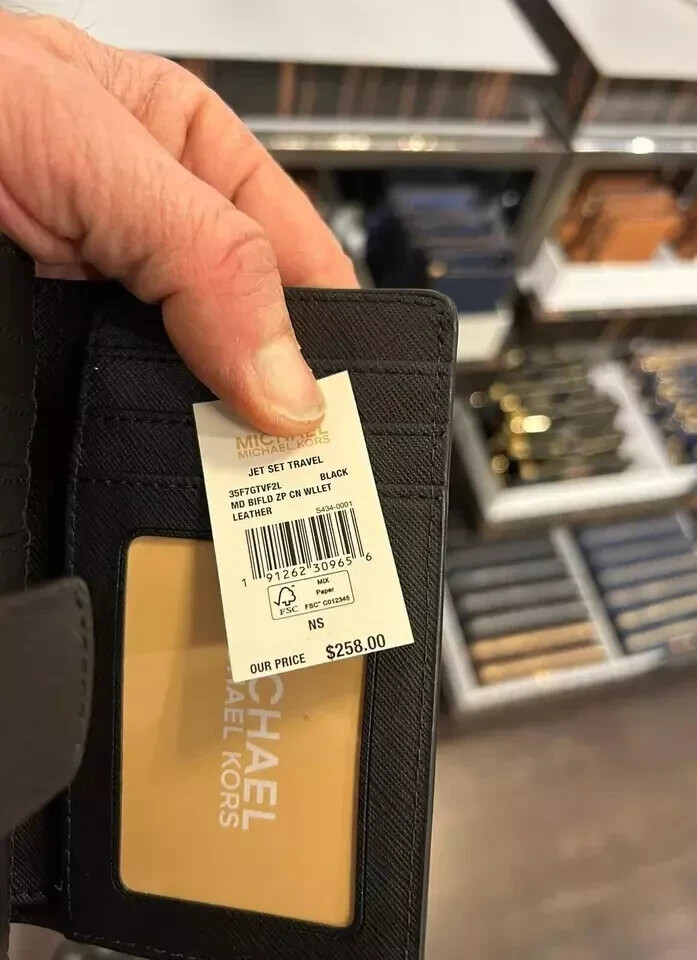 MICHAEL
MICHAEL KORS
JET SET TRAVEL
35F7GTVF2L BLACK
MD BIFLD ZP CN WLLET
LEATHER S434-0001
1 91262 30965 6
FSC
MIX
Paper
FSC® C012345
NS
OUR PRICE $258.00
MICHAEL
MICHAEL KORS